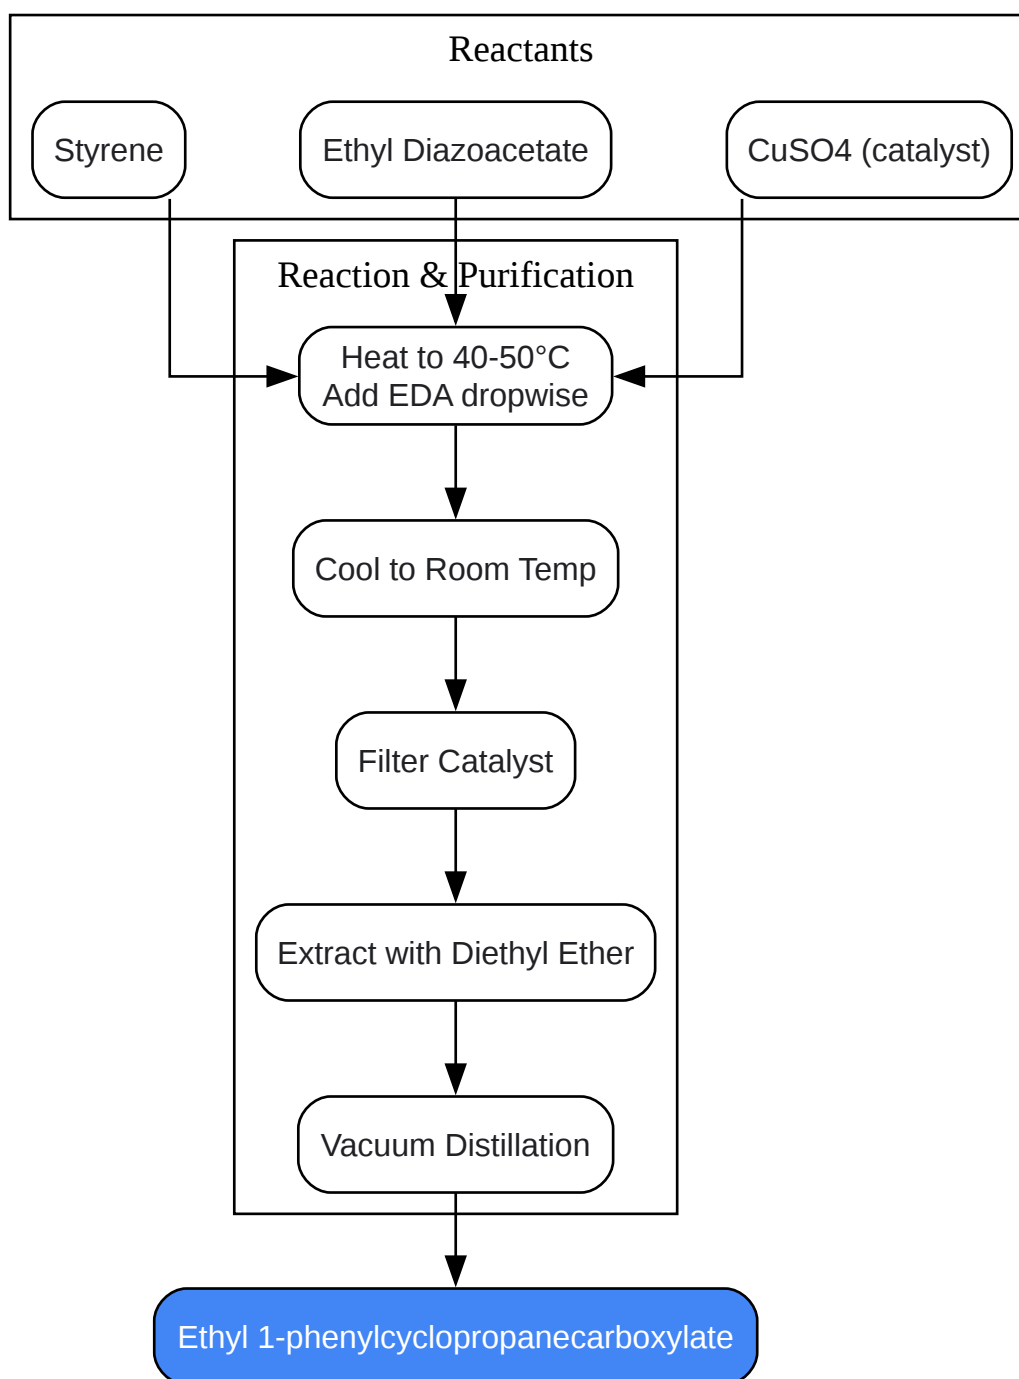 Reactants
Styrene
Ethyl Diazoacetate
CuSO4 (catalyst)
Reaction & Purification
Heat to 40-50°C
Add EDA dropwise
Cool to Room Temp
Filter Catalyst
Extract with Diethyl Ether
Vacuum Distillation
Ethyl 1-phenylcyclopropanecarboxylate